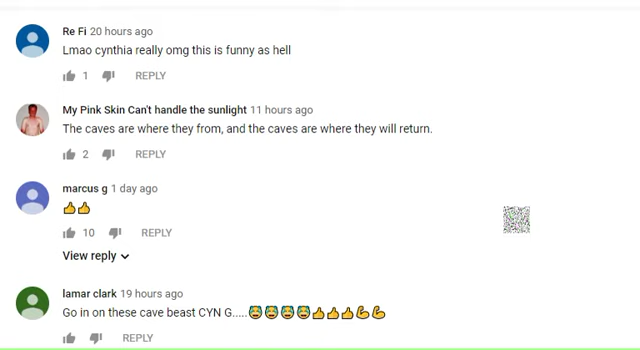 Re Fi 20 hours ago
Lmao cynthia really omg this is funny as hell
1 REPLY
My Pink Skin Can't handle the sunlight 11 hours ago
The caves are where they from, and the caves are where they will return.
2 REPLY
marcus g 1 day ago
👍👍
10 REPLY
View reply
lamar clark 19 hours ago
Go in on these cave beast CYN G.....😹😹😹😹👍👍👍💪💪
REPLY